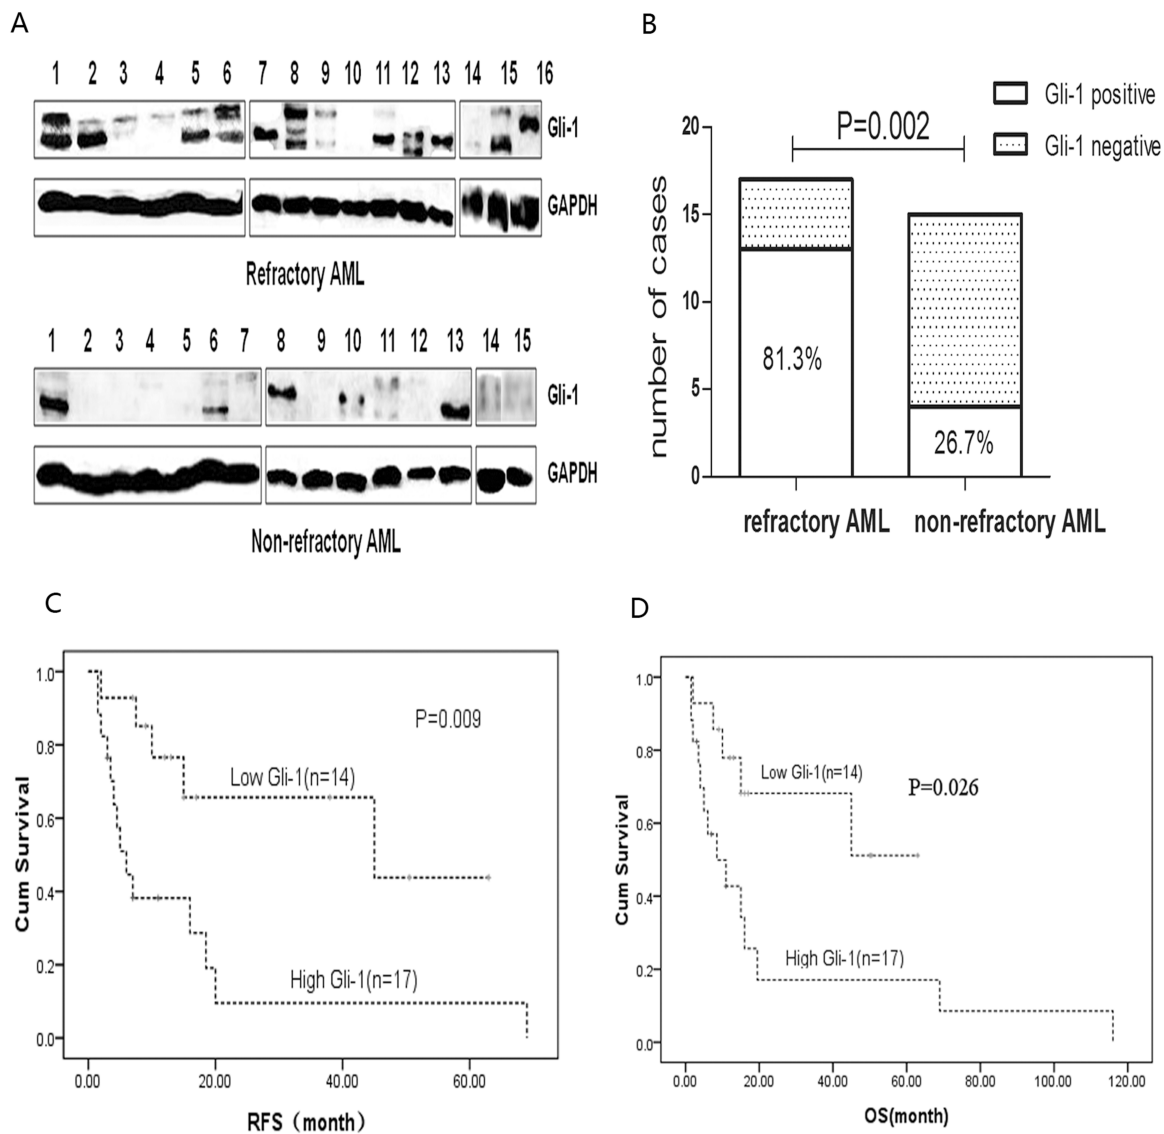 A
1 2 3 4 5 6 7 8 9 10 11 12 13 14 15 16
Gli-1
GAPDH
Refractory AML
1 2 3 4 5 6 7 8 9 10 11 12 13 14 15
Gli-1
GAPDH
Non-refractory AML
B
Gli-1 positive
Gli-1 negative
P=0.002
20
15
10
5
0
number of cases
81.3%
26.7%
refractory AML non-refractory AML
C
1.0
0.8
0.6
0.4
0.2
0.0
Cum Survival
P=0.009
Low Gli-1(n=14)
High Gli-1(n=17)
0.00 20.00 40.00 60.00
RFS (month)
D
1.0
0.8
0.6
0.4
0.2
0.0
Cum Survival
Low Gli-1(n=14)
P=0.026
High Gli-1(n=17)
0.00 20.00 40.00 60.00 80.00 100.00 120.00
OS(month)